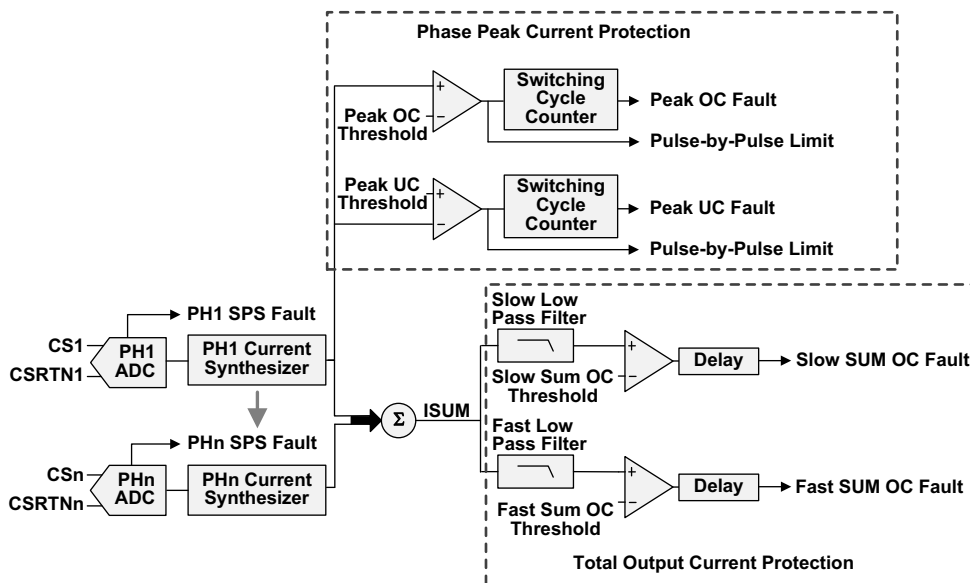 Phase Peak Current Protection
+
−
Peak OC
Threshold
Switching
Cycle
Counter
Peak OC Fault
Pulse-by-Pulse Limit
Peak UC
Threshold
+
−
Switching
Cycle
Counter
Peak UC Fault
Pulse-by-Pulse Limit
PH1 SPS Fault
CS1
CSRTN1
PH1
ADC
PH1 Current
Synthesizer
PHn SPS Fault
CSn
CSRTNn
PHn
ADC
PHn Current
Synthesizer
Σ
ISUM
Slow Low
Pass Filter
+
−
Slow Sum OC
Threshold
Delay
Slow SUM OC Fault
Fast Low
Pass Filter
+
−
Fast Sum OC
Threshold
Delay
Fast SUM OC Fault
Total Output Current Protection